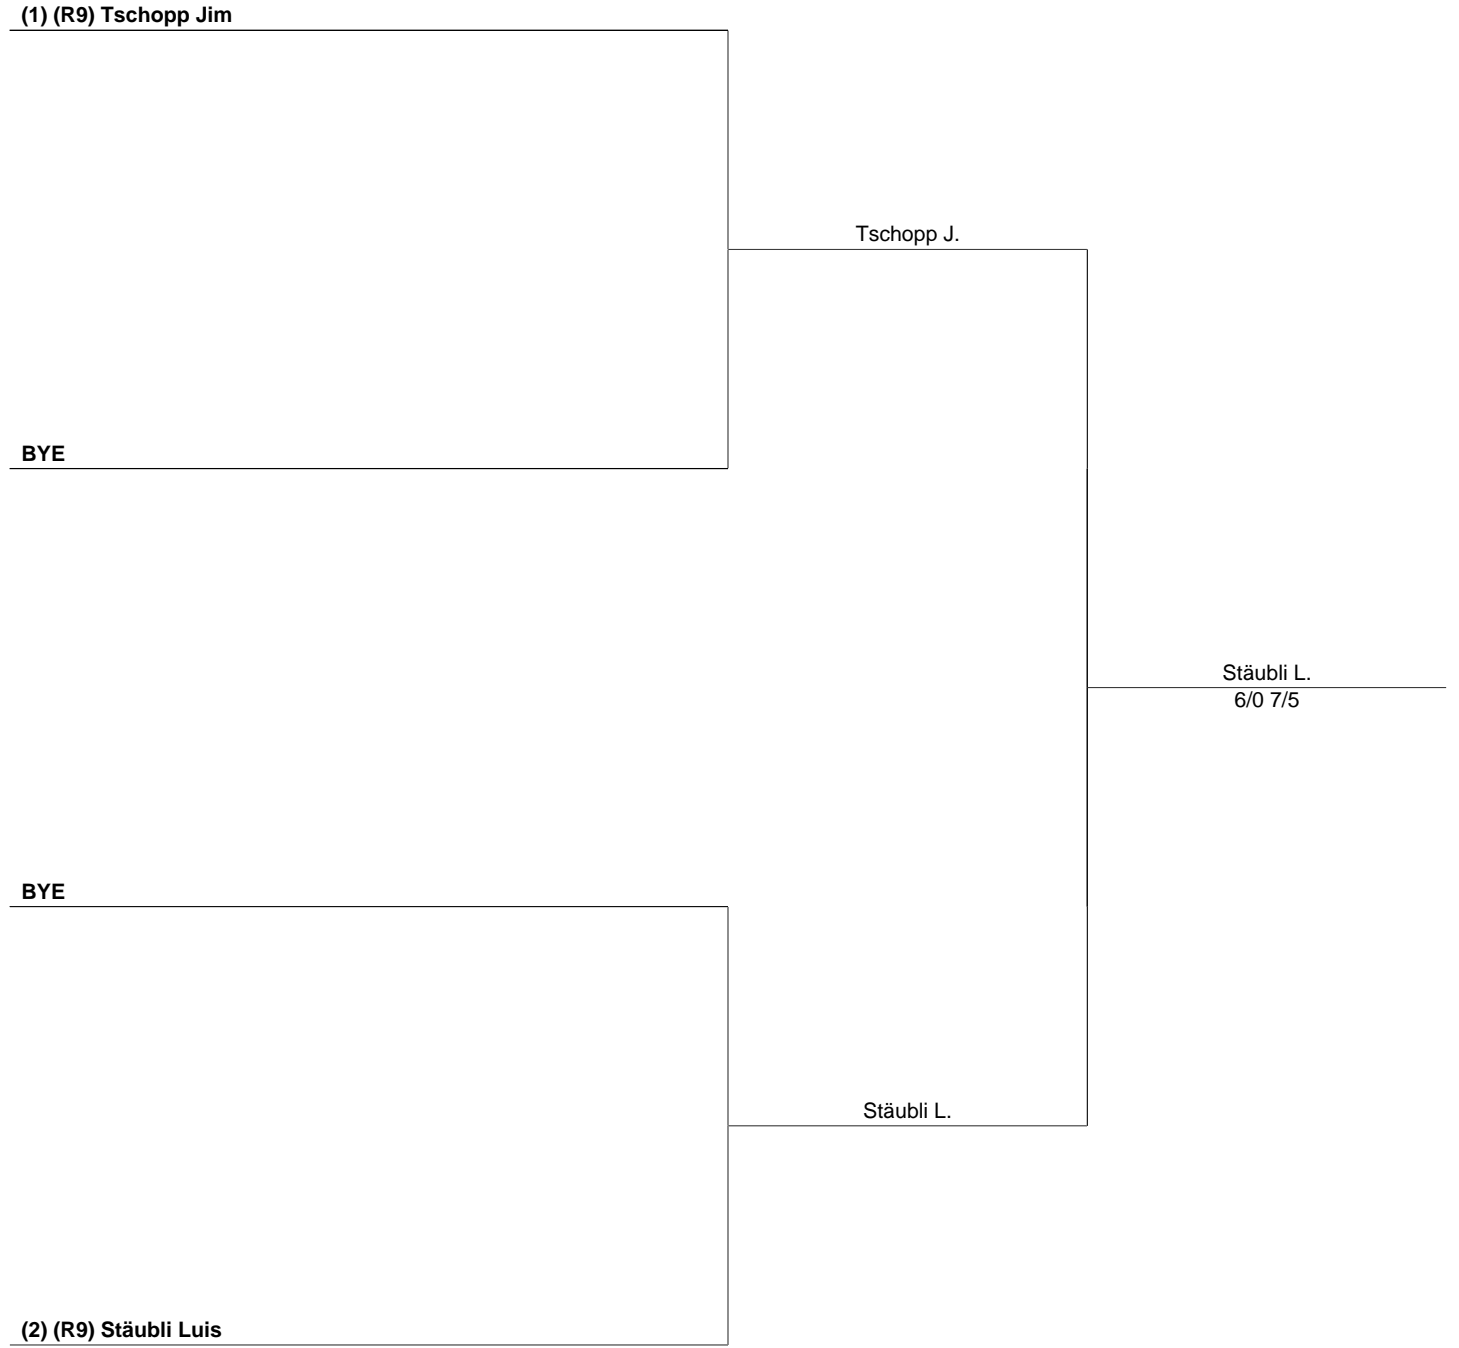 (1) (R9) Tschopp Jim
Tschopp J.
BYE
Stäubli L.
6/0 7/5
BYE
Stäubli L.
(2) (R9) Stäubli Luis